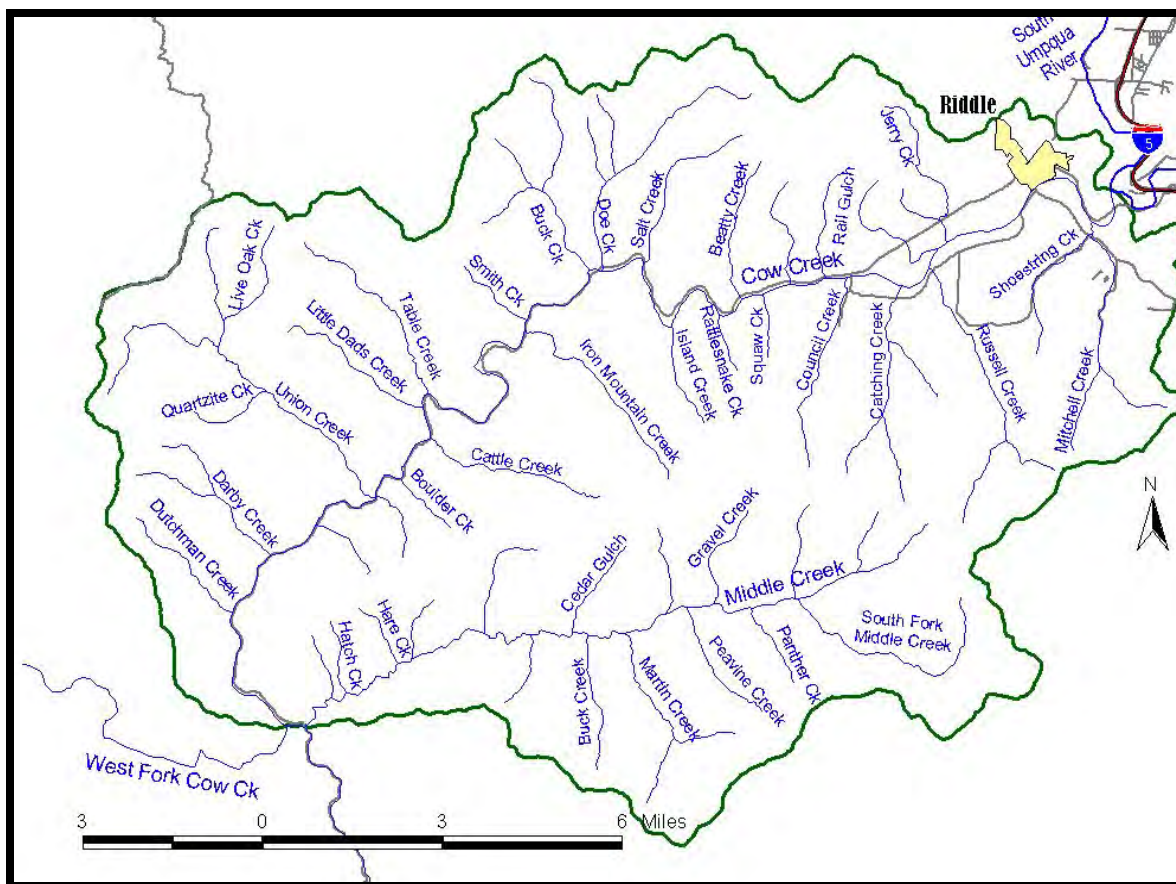 South
Umpqua
River
Riddle
5
Jerry Ck
Buck Ck
Doe Ck
Salt Creek
Beatty Creek
Rail Gulch
Live Oak Ck
Smith Ck
Cow Creek
Shoestring Ck
Table Creek
Little Dads Creek
Iron Mountain Creek
Island Creek
Rattlesnake Ck
Squaw Ck
Council Creek
Catching Creek
Russell Creek
Mitchell Creek
Quartzite Ck
Union Creek
Cattle Creek
Boulder Ck
Darby Creek
Dutchman Creek
N
Gravel Creek
Cedar Gulch
Middle Creek
Hare Ck
Hatch Ck
South Fork
Middle Creek
Panther Ck
Peavine Creek
Martin Creek
Buck Creek
West Fork Cow Ck
3 0 3 6 Miles